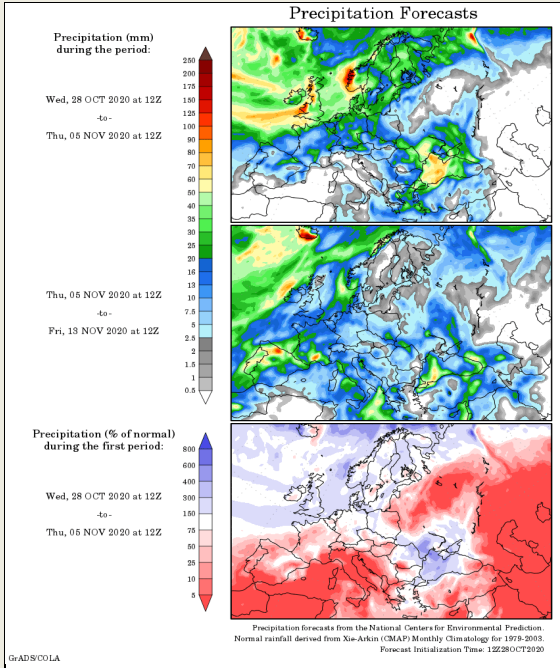 Precipitation Forecasts
Precipitation (mm)
during the period:
Wed, 28 OCT 2020 at 12Z
-to-
Thu, 05 NOV 2020 at 12Z
250
200
175
150
125
100
90
80
70
60
50
40
35
30
25
20
16
13
10
7.5
5
2.5
2
1.5
1
0.5
Thu, 05 NOV 2020 at 12Z
-to-
Fri, 13 NOV 2020 at 12Z
Precipitation (% of normal)
during the first period:
Wed, 28 OCT 2020 at 12Z
-to-
Thu, 05 NOV 2020 at 12Z
800
600
400
300
150
75
50
25
10
5
Precipitation forecasts from the National Centers for Environmental Prediction.
Normal rainfall derived from Xie-Arkin (CMAP) Monthly Climatology for 1979-2003.
Forecast Initialization Time: 12Z28OCT2020
GrADS/COLA